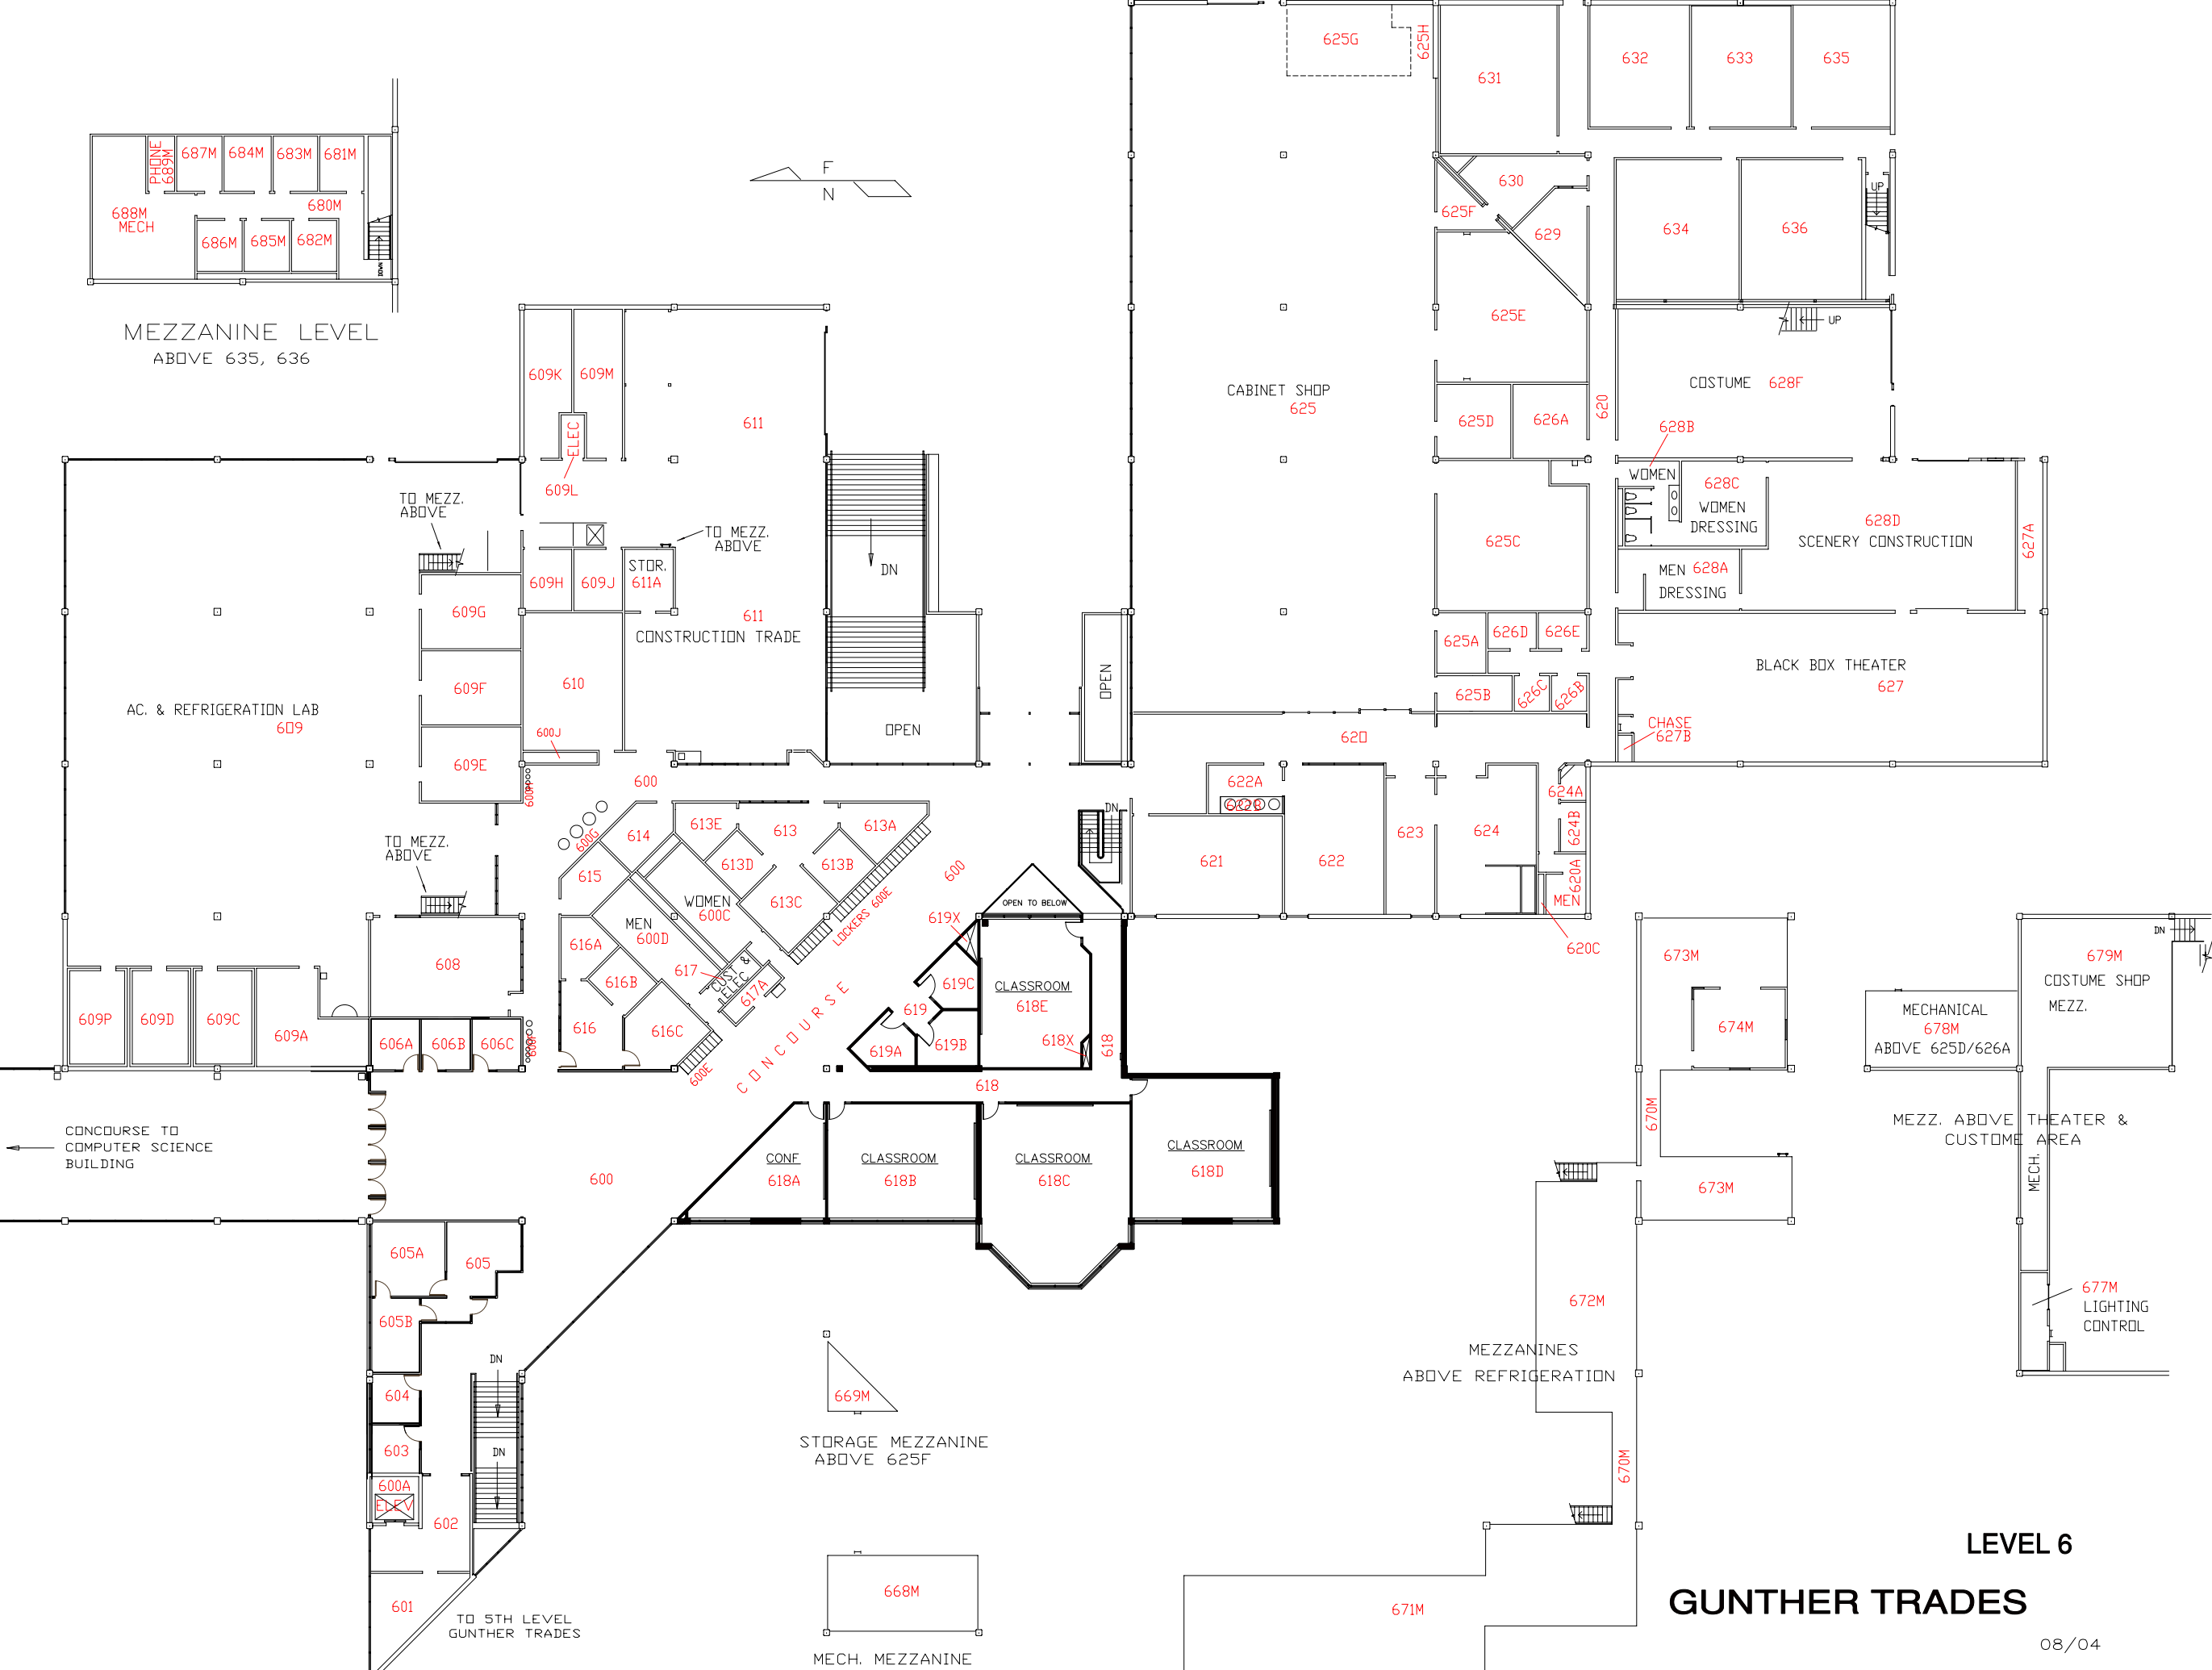 625G
625H
631
632
633
635
PHONE
689M
687M
684M
683M
681M
680M
688M
MECH
686M
685M
682M
DOWN
MEZZANINE LEVEL
ABOVE 635, 636
F
N
630
625F
629
634
636
UP
625E
COSTUME 628F
UP
609K
609M
ELEC
609L
611
CABINET SHOP
625
625D
626A
620
628B
WOMEN
628C
WOMEN
DRESSING
628D
SCENERY CONSTRUCTION
627A
MEN 628A
DRESSING
TO MEZZ.
ABOVE
TO MEZZ.
ABOVE
STOR.
611A
609H
609J
DN
625C
609G
611
CONSTRUCTION TRADE
609F
610
600J
609E
600H
600
OPEN
OPEN
AC. & REFRIGERATION LAB
609
625A
626D
626E
625B
626C
626B
BLACK BOX THEATER
627
CHASE
627B
620
622A
622B
624A
624B
620A
MEN
620C
621
622
623
624
DN
TO MEZZ.
ABOVE
600G
614
615
613E
613
613A
613D
613B
613C
WOMEN
600C
MEN
600D
LOCKERS 600E
600
OPEN TO BELOW
619X
616A
616B
617
CUST &
ELEC
617A
616
616C
600E
CONCOURSE
619C
619
619A
619B
CLASSROOM
618E
618X
618
618
608
609P
609D
609C
609A
606A
606B
606C
600F
CONCOURSE TO
COMPUTER SCIENCE
BUILDING
600
CONF
618A
CLASSROOM
618B
CLASSROOM
618C
CLASSROOM
618D
605A
605
605B
604
603
600A
ELEV
602
601
DN
DN
TO 5TH LEVEL
GUNTHER TRADES
669M
STORAGE MEZZANINE
ABOVE 625F
668M
MECH. MEZZANINE
673M
674M
670M
673M
672M
MEZZANINES
ABOVE REFRIGERATION
670M
671M
MECHANICAL
678M
ABOVE 625D/626A
DN
679M
COSTUME SHOP
MEZZ.
MEZZ. ABOVE THEATER &
CUSTOME AREA
MECH.
677M
LIGHTING
CONTROL
LEVEL 6
GUNTHER TRADES
08/04